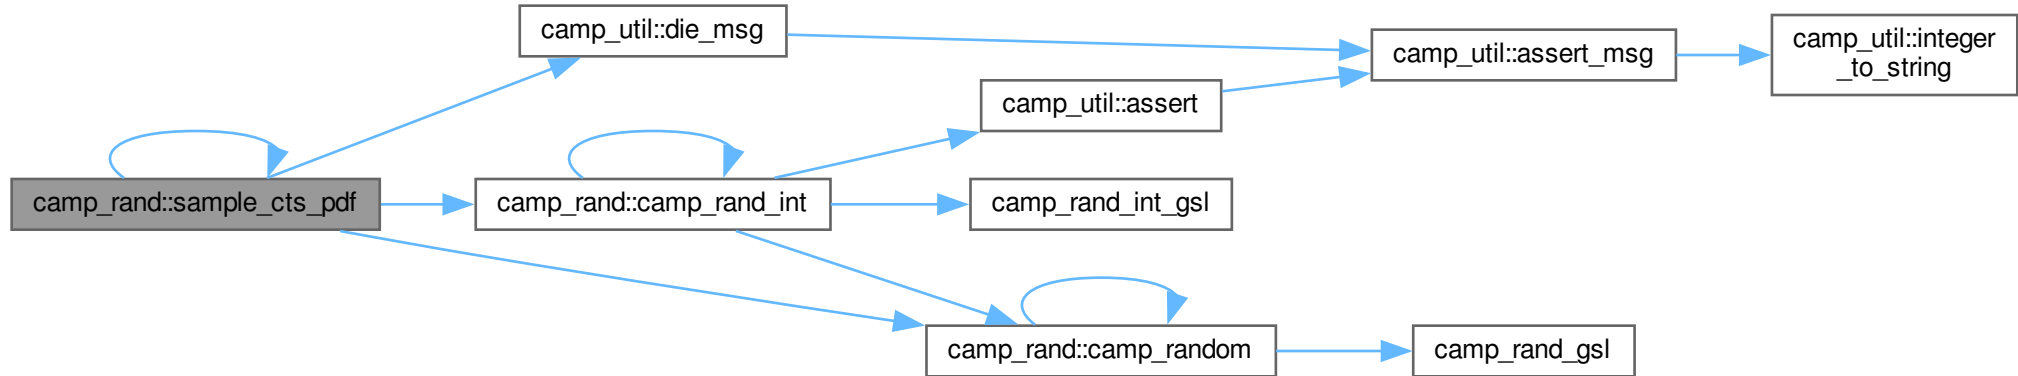 camp_util::die_msg
camp_util::integer
_to_string
camp_util::assert_msg
camp_util::assert
camp_rand::sample_cts_pdf
camp_rand::camp_rand_int
camp_rand_int_gsl
camp_rand::camp_random
camp_rand_gsl